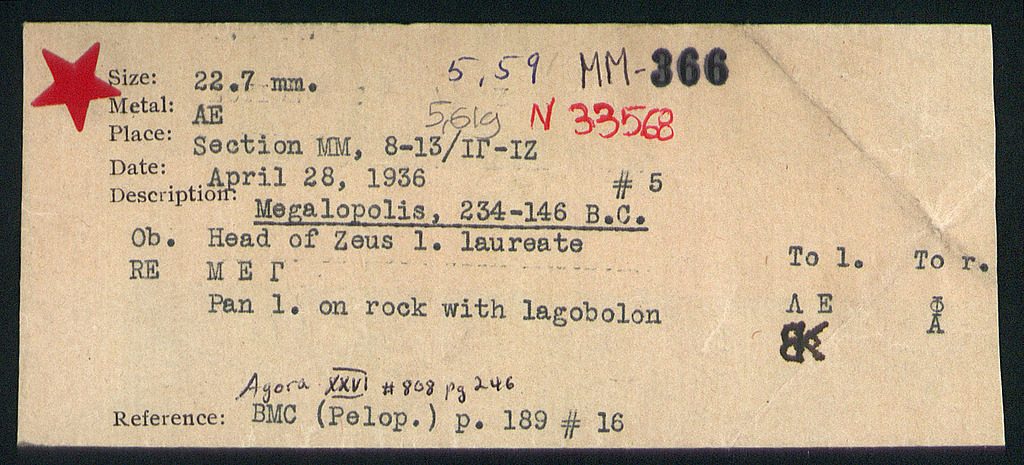 Size: 22.7 mm. 5,59 MM-366
Metal: AE 5,61g N 33568
Place: Section MM, 8-13/ΙΓ-ΙΖ
Date: April 28, 1936 # 5
Description: Megalopolis, 234-146 B.C.
Ob. Head of Zeus l. laureate
RE Μ Ε Γ To l. To r.
Pan l. on rock with lagobolon Λ Ε Φ
Α
Agora XXVI #808 pg 246
Reference: BMC (Pelop.) p. 189 # 16